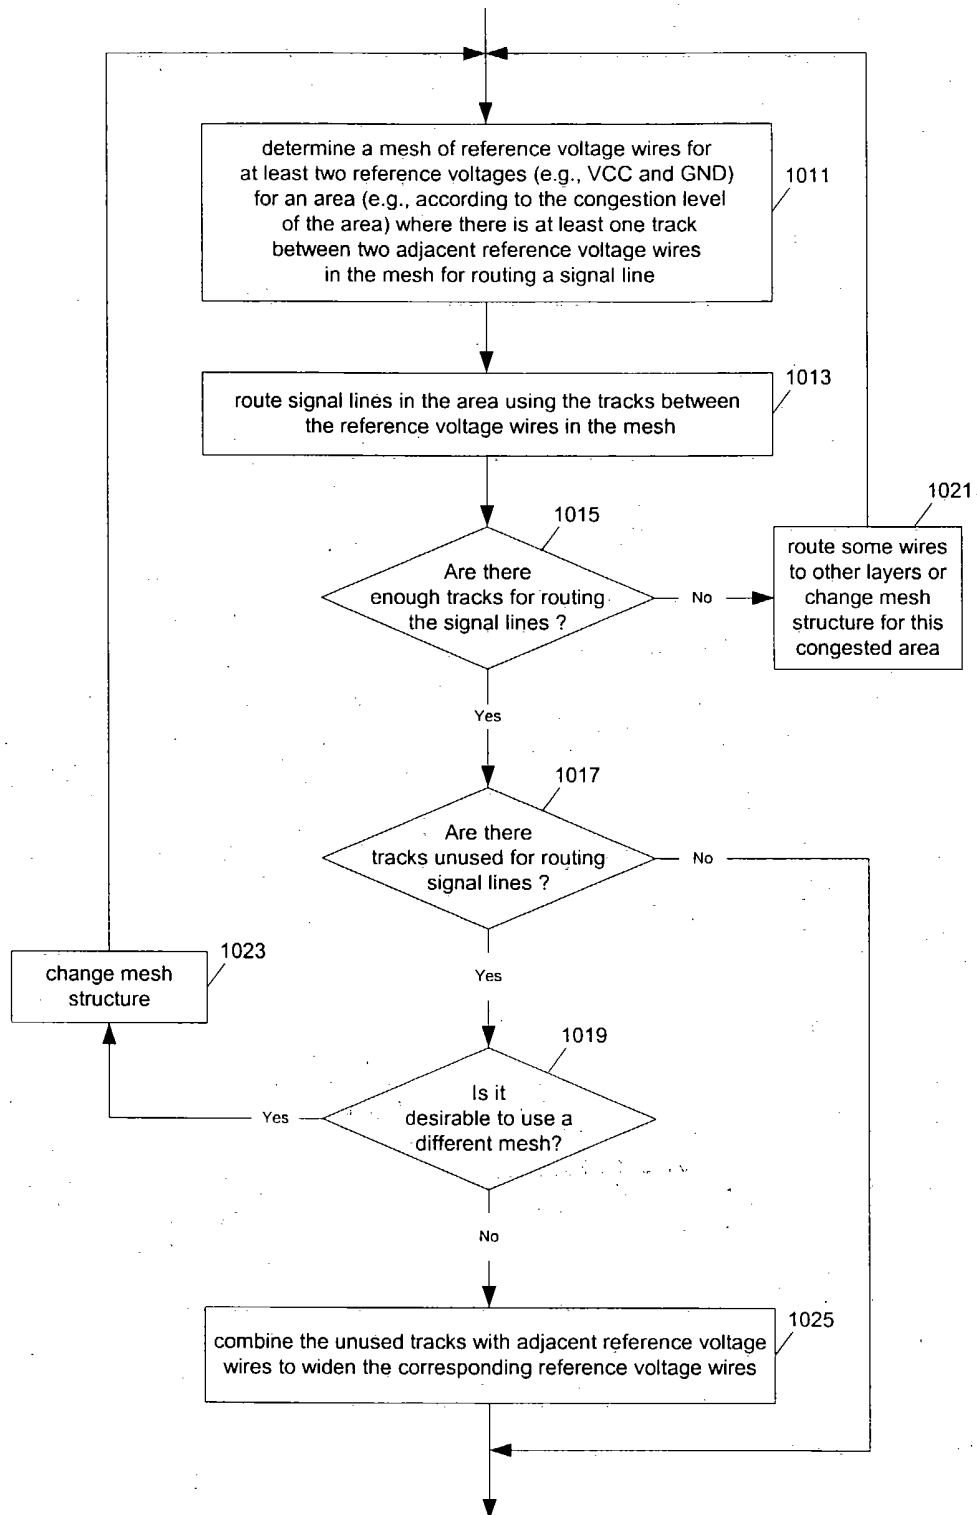 determine a mesh of reference voltage wires for
at least two reference voltages (e.g., VCC and GND)
for an area (e.g., according to the congestion level
of the area) where there is at least one track
between two adjacent reference voltage wires
in the mesh for routing a signal line
1011
route signal lines in the area using the tracks between
the reference voltage wires in the mesh
1013
1015
Are there
enough tracks for routing
the signal lines ?
No
1021
route some wires
to other layers or
change mesh
structure for this
congested area
Yes
1017
Are there
tracks unused for routing
signal lines ?
No
1023
change mesh
structure
Yes
1019
Is it
desirable to use a
different mesh?
Yes
No
1025
combine the unused tracks with adjacent reference voltage
wires to widen the corresponding reference voltage wires